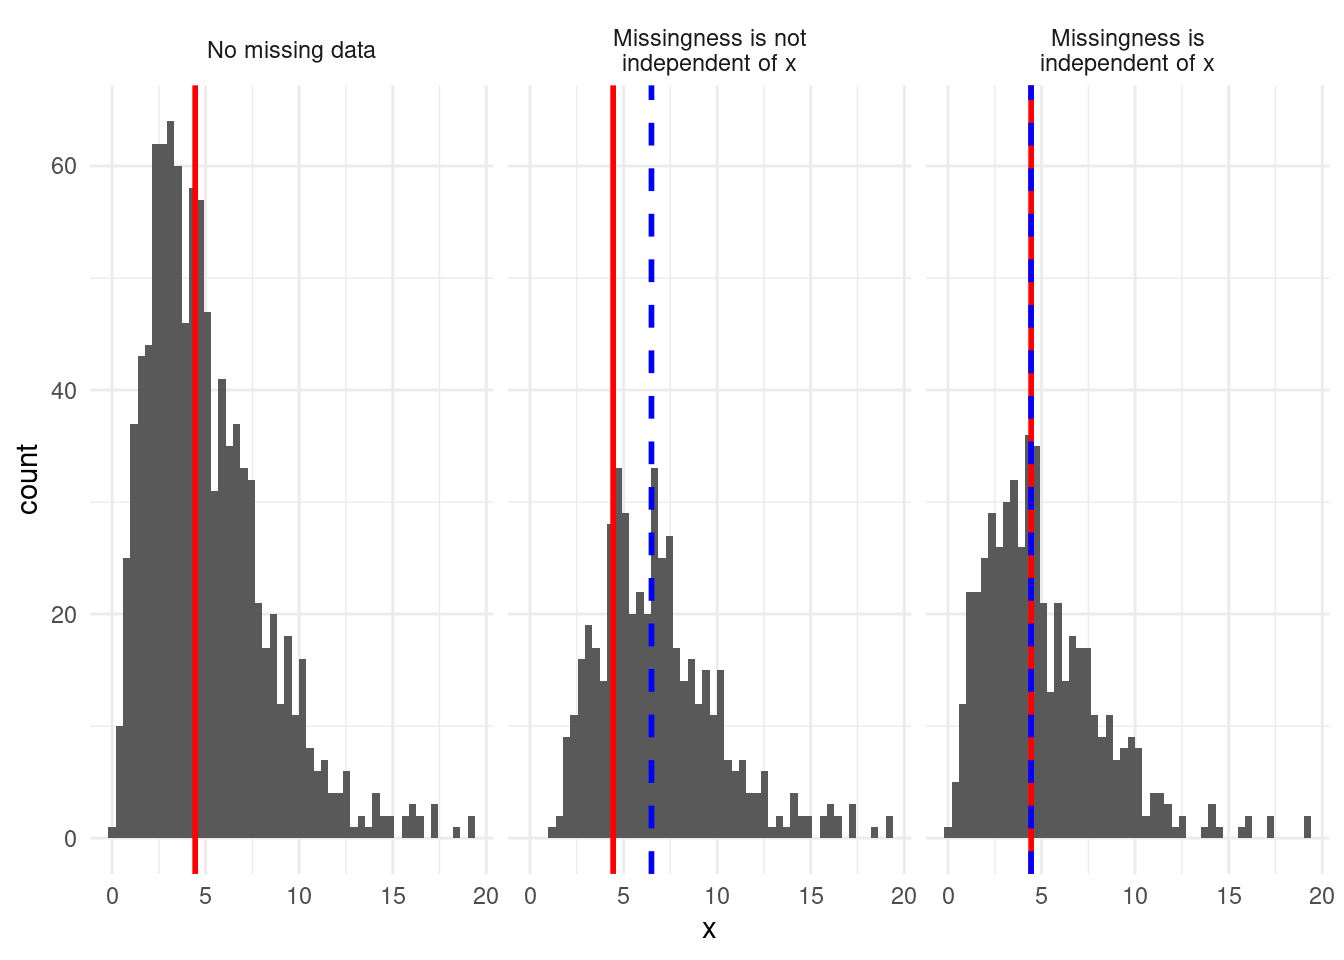 No missing data
Missingness is not
independent of x
Missingness is
independent of x
count
60
40
20
0
0 5 10 15 20
0 5 10 15 20
0 5 10 15 20
x